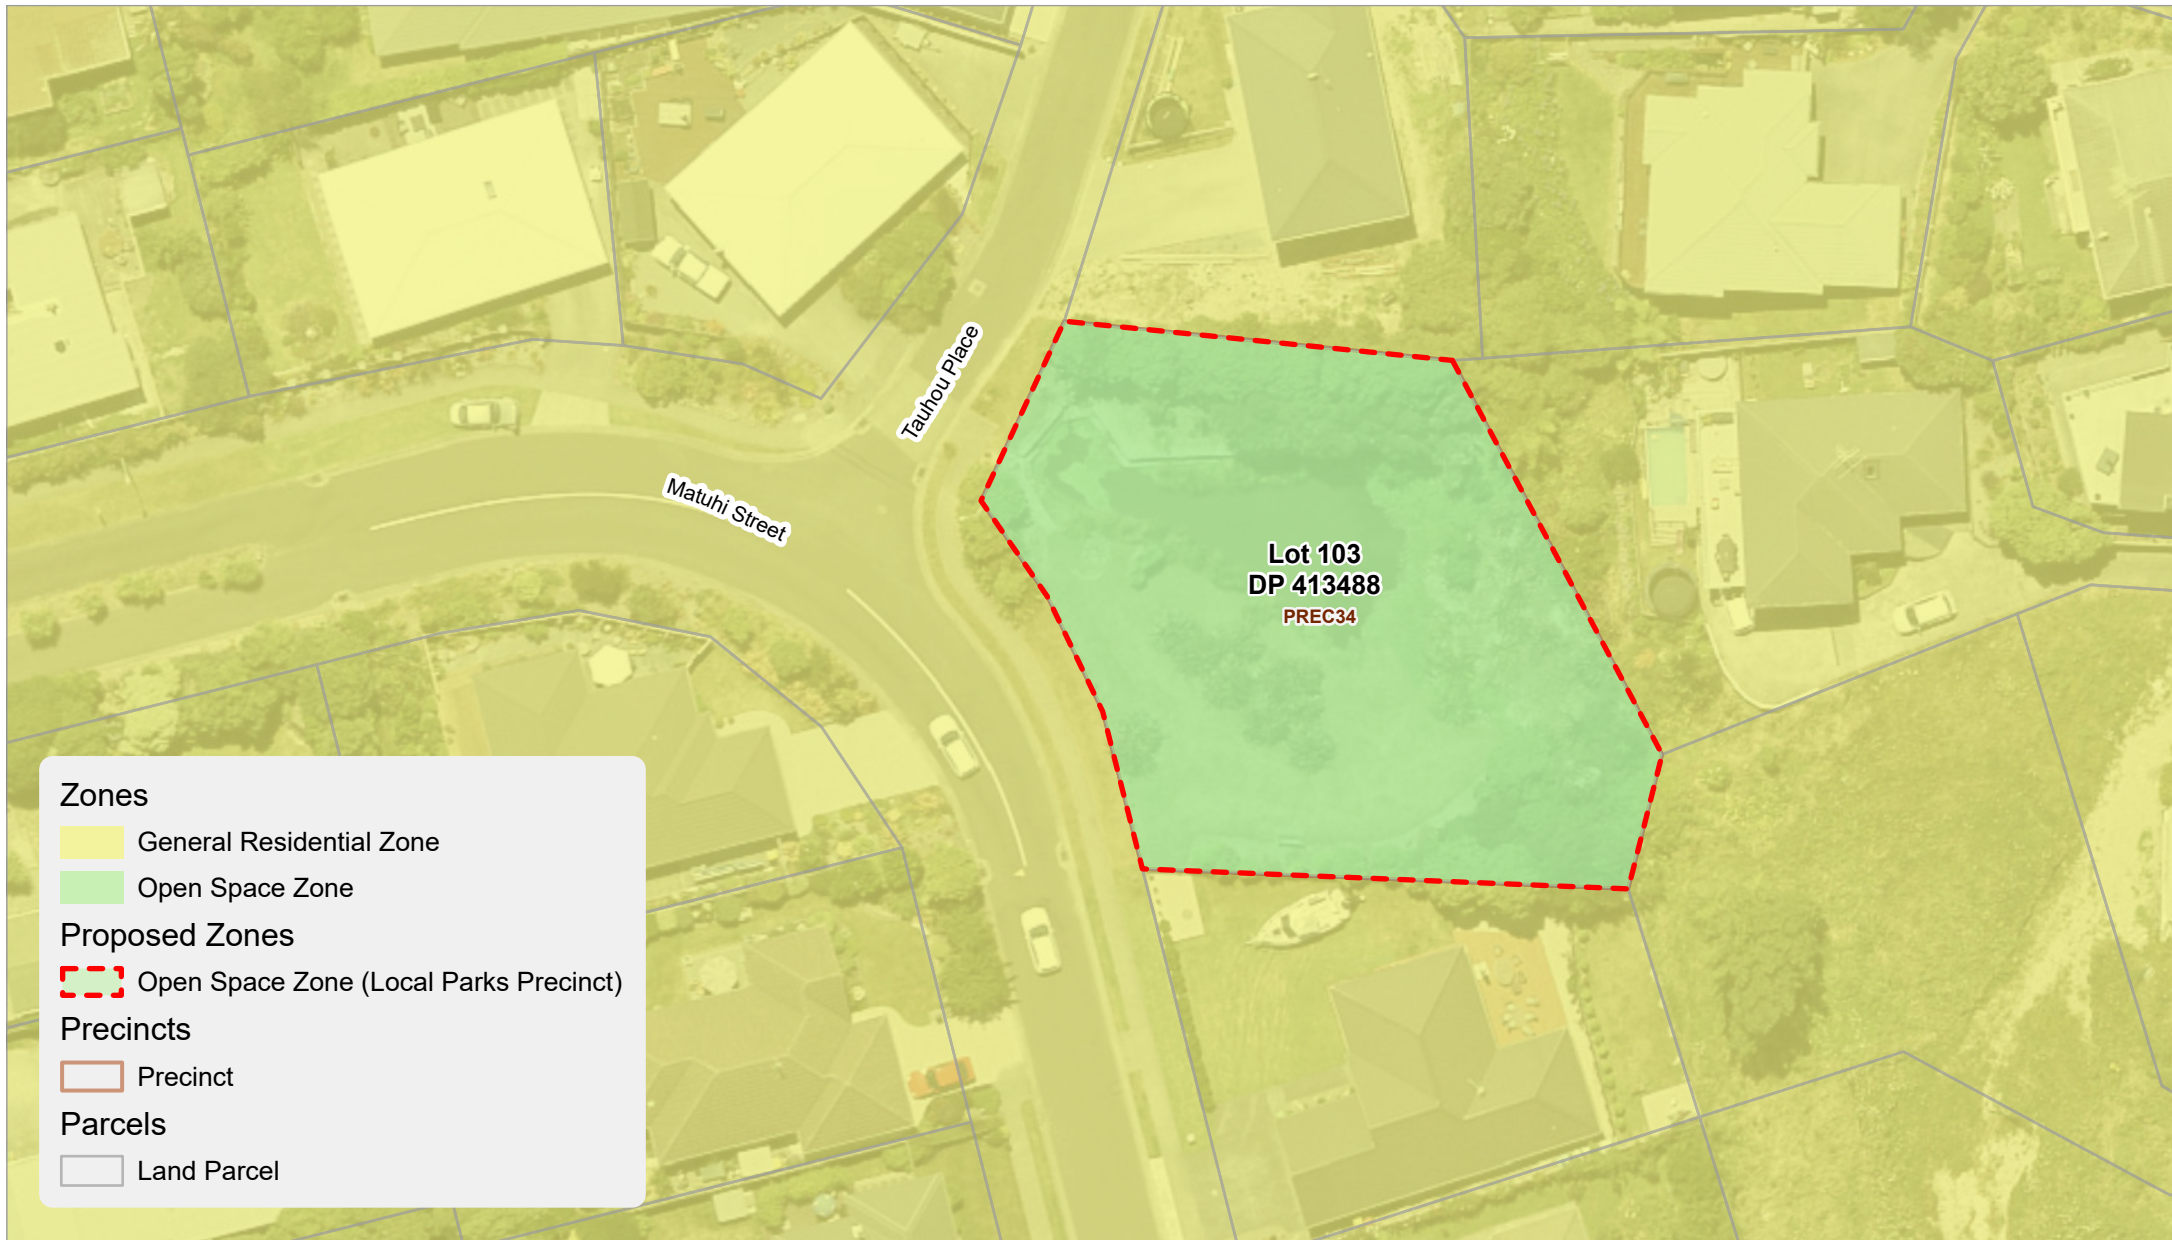 Tauhou Place
Matuhi Street
Lot 103
DP 413488
PREC34
Zones
General Residential Zone
Open Space Zone
Proposed Zones
Open Space Zone (Local Parks Precinct)
Precincts
Precinct
Parcels
Land Parcel